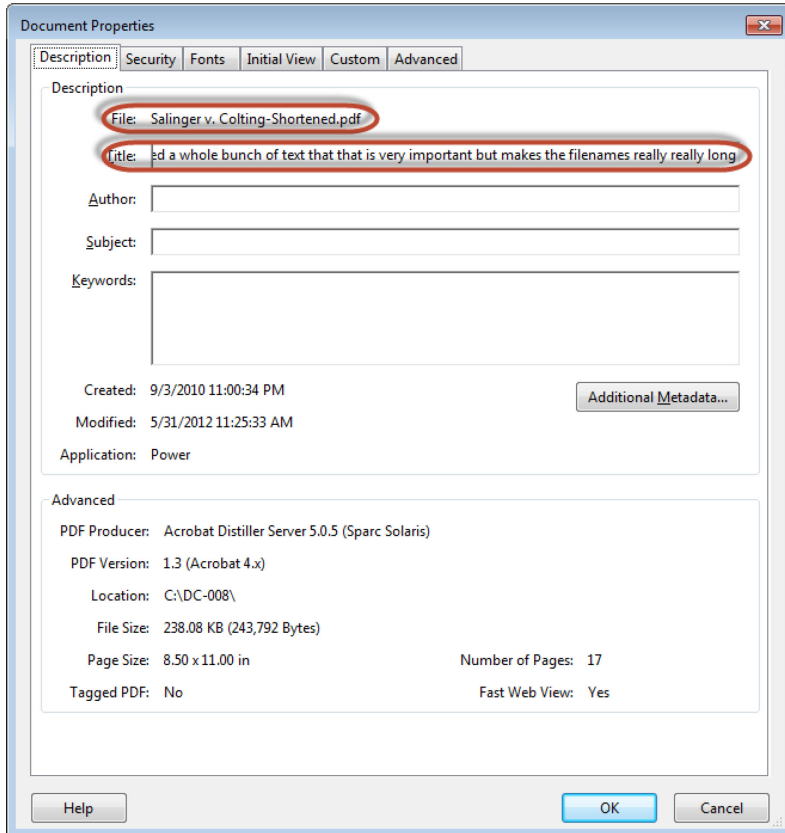 Document Properties
Description Security Fonts Initial View Custom Advanced
Description
File: Salinger v. Colting-Shortened.pdf
Title: ed a whole bunch of text that that is very important but makes the filenames really really long
Author:
Subject:
Keywords:
Created: 9/3/2010 11:00:34 PM
Additional Metadata...
Modified: 5/31/2012 11:25:33 AM
Application: Power
Advanced
PDF Producer: Acrobat Distiller Server 5.0.5 (Sparc Solaris)
PDF Version: 1.3 (Acrobat 4.x)
Location: C:\DC-008\
File Size: 238.08 KB (243,792 Bytes)
Page Size: 8.50 x 11.00 in Number of Pages: 17
Tagged PDF: No Fast Web View: Yes
Help OK Cancel